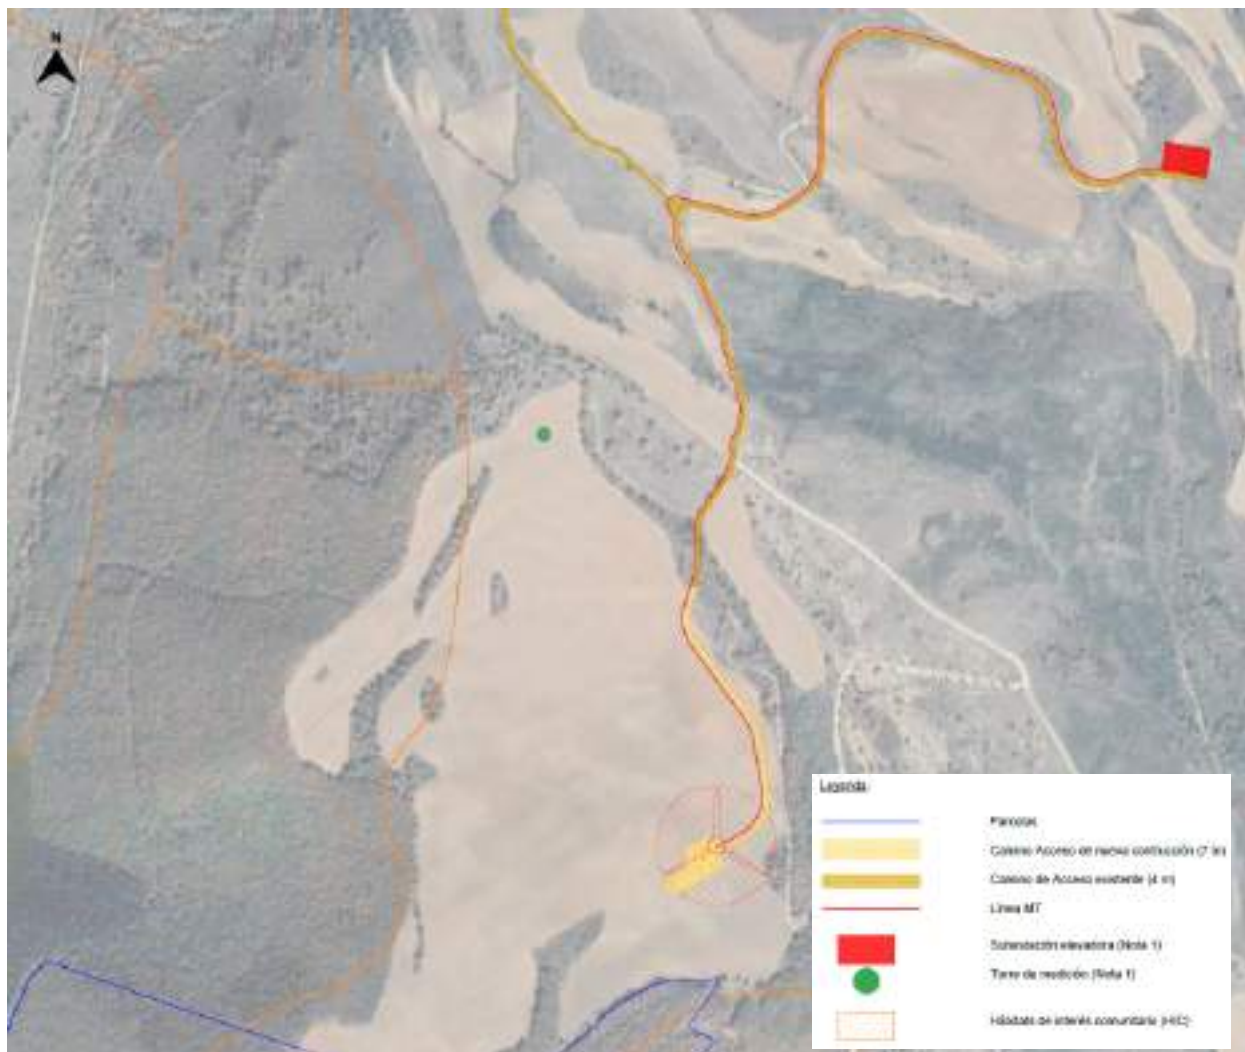 N
Leyenda
Parcelas
Camino Acceso de nueva contrucción (7 m)
Camino de Acceso existente (4 m)
Línea MT
Subestación elevadora (Nota 1)
Torre de medición (Nota 1)
Hábitats de interés comunitario (HIC)